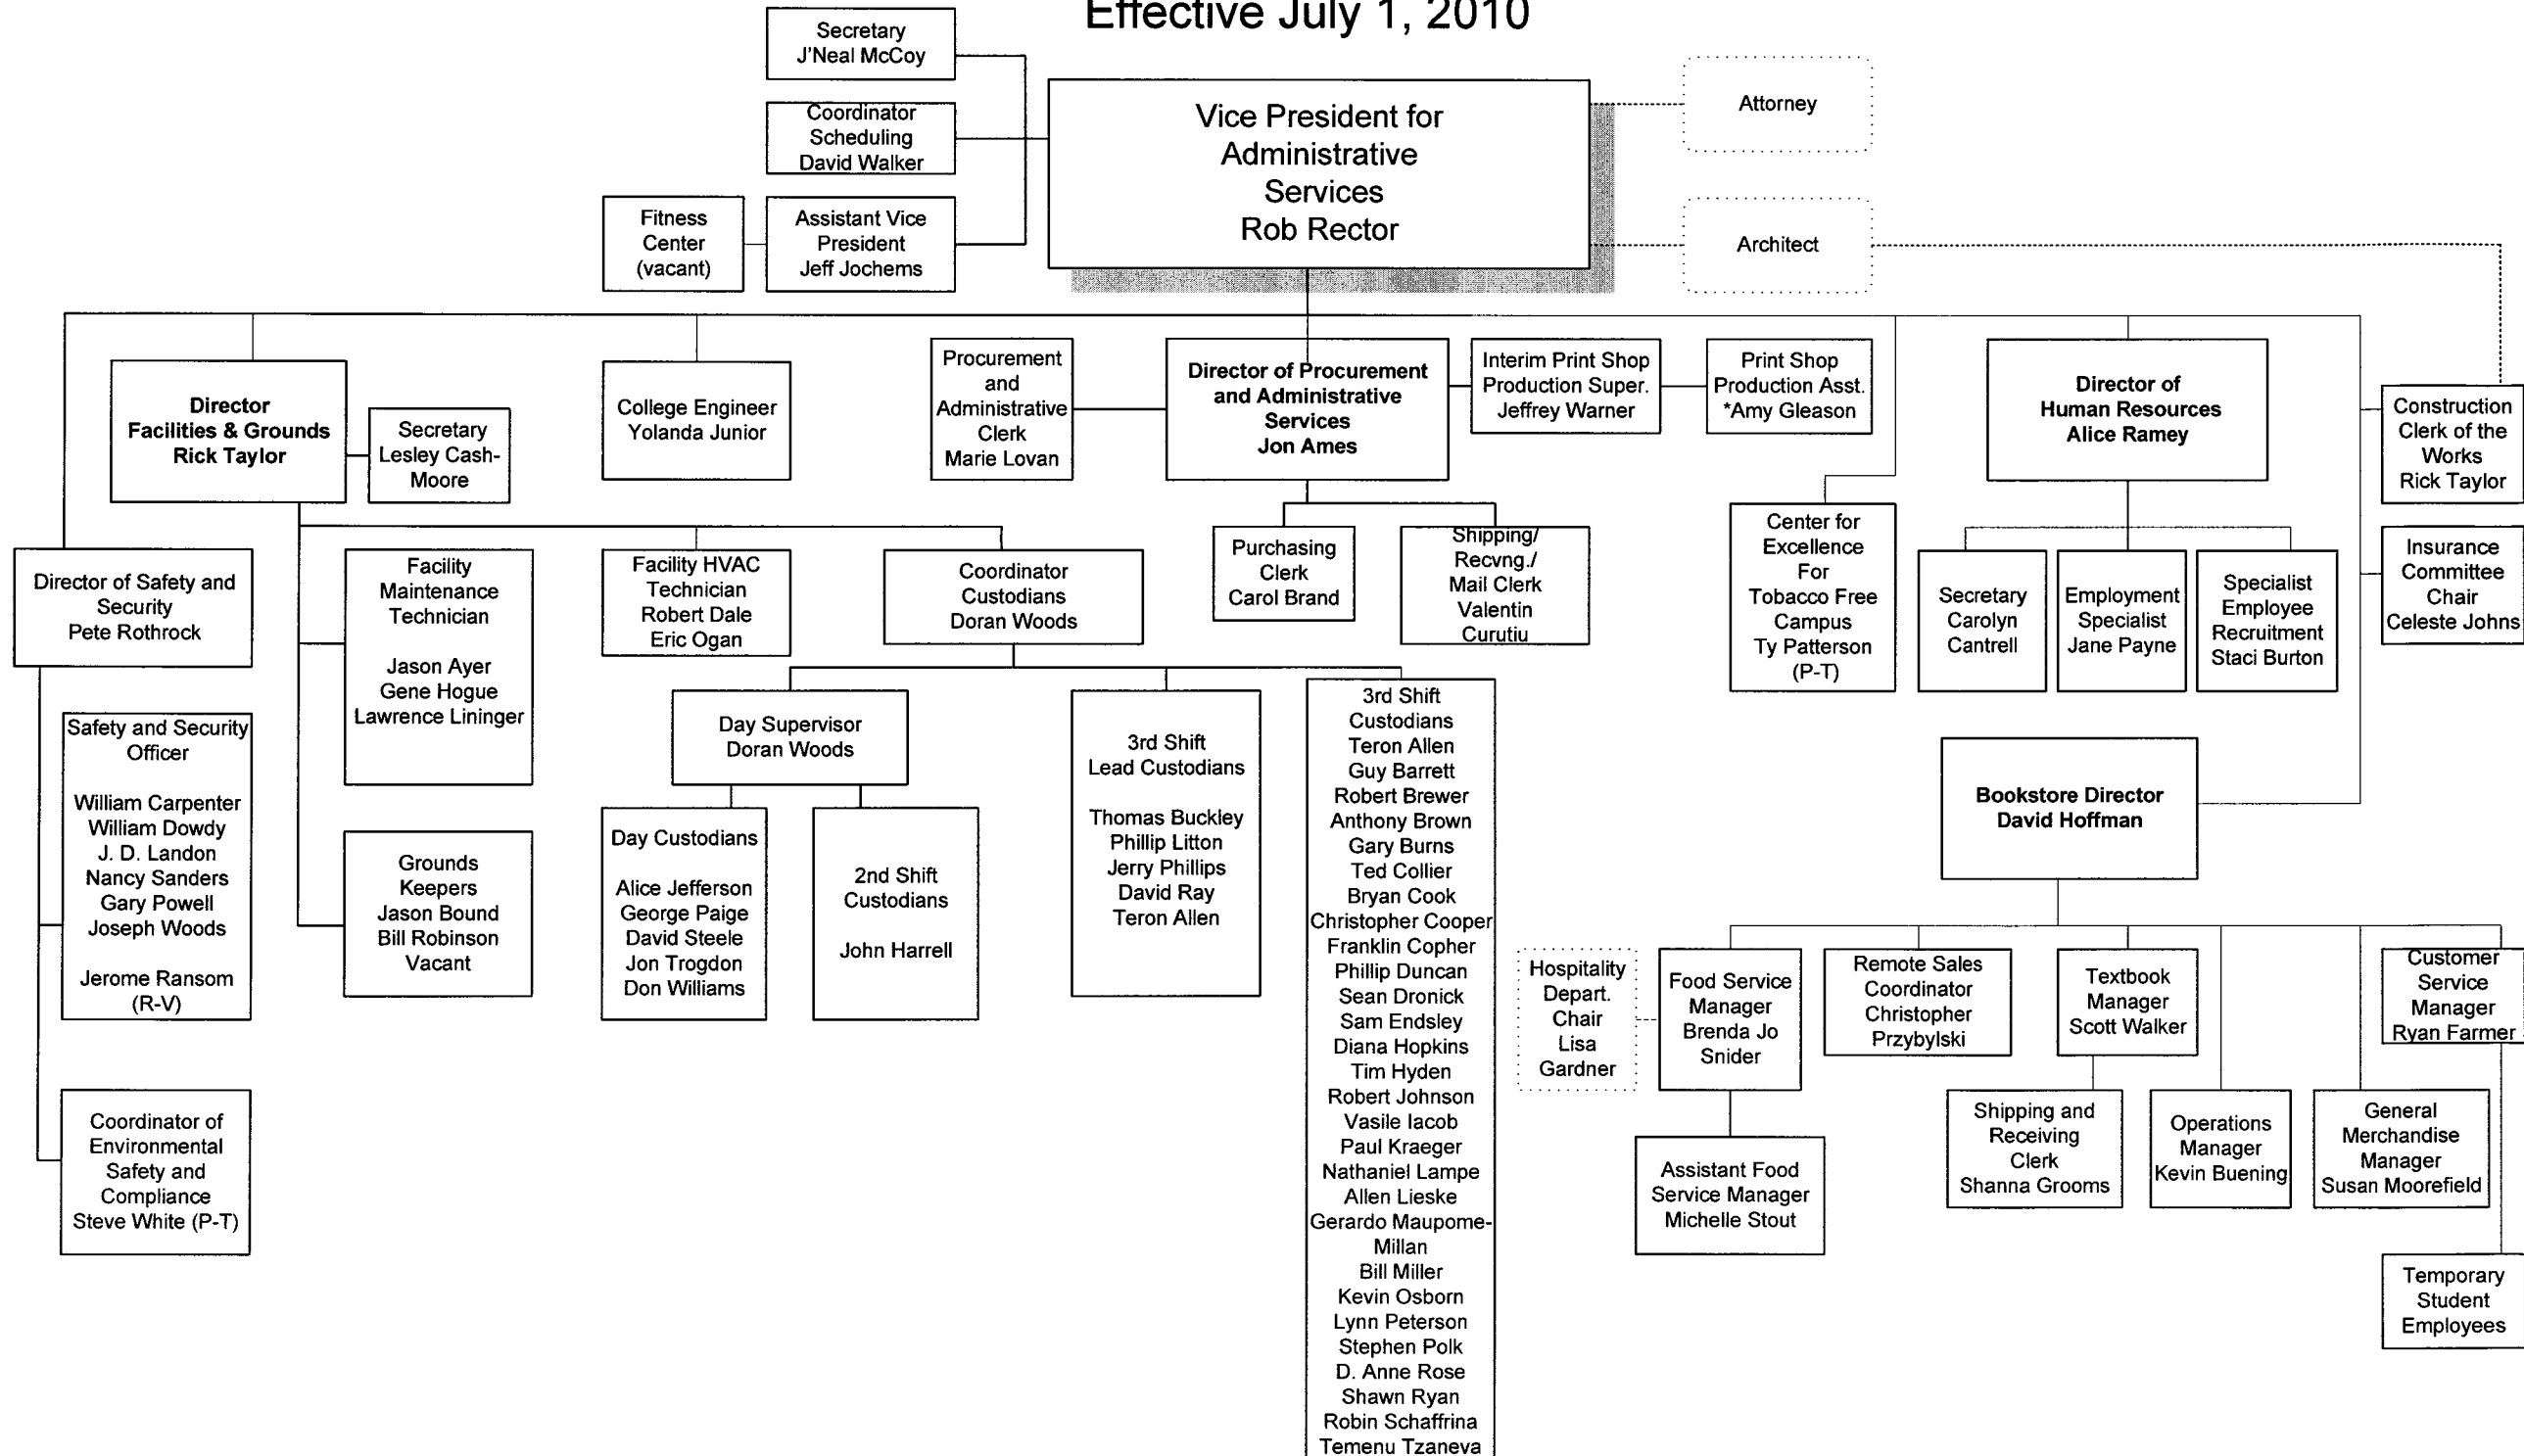 Effective July 1, 2010
Secretary
J'Neal McCoy
Coordinator
Scheduling
David Walker
Fitness
Center
(vacant)
Assistant Vice
President
Jeff Jochems
Vice President for
Administrative
Services
Rob Rector
Attorney
Architect
Director
Facilities & Grounds
Rick Taylor
Secretary
Lesley Cash-
Moore
College Engineer
Yolanda Junior
Procurement
and
Administrative
Clerk
Marie Lovan
Director of Procurement
and Administrative
Services
Jon Ames
Interim Print Shop
Production Super.
Jeffrey Warner
Print Shop
Production Asst.
*Amy Gleason
Director of
Human Resources
Alice Ramey
Construction
Clerk of the
Works
Rick Taylor
Director of Safety and
Security
Pete Rothrock
Facility
Maintenance
Technician
Jason Ayer
Gene Hogue
Lawrence Lininger
Facility HVAC
Technician
Robert Dale
Eric Ogan
Coordinator
Custodians
Doran Woods
Purchasing
Clerk
Carol Brand
Shipping/
Recvng./
Mail Clerk
Valentin
Curutiu
Center for
Excellence
For
Tobacco Free
Campus
Ty Patterson
(P-T)
Secretary
Carolyn
Cantrell
Employment
Specialist
Jane Payne
Specialist
Employee
Recruitment
Staci Burton
Insurance
Committee
Chair
Celeste Johns
Safety and Security
Officer
William Carpenter
William Dowdy
J. D. Landon
Nancy Sanders
Gary Powell
Joseph Woods
Jerome Ransom
(R-V)
Grounds
Keepers
Jason Bound
Bill Robinson
Vacant
Day Supervisor
Doran Woods
Day Custodians
Alice Jefferson
George Paige
David Steele
Jon Trogdon
Don Williams
2nd Shift
Custodians
John Harrell
3rd Shift
Lead Custodians
Thomas Buckley
Phillip Litton
Jerry Phillips
David Ray
Teron Allen
3rd Shift
Custodians
Teron Allen
Guy Barrett
Robert Brewer
Anthony Brown
Gary Burns
Ted Collier
Bryan Cook
Christopher Cooper
Franklin Copher
Phillip Duncan
Sean Dronick
Sam Endsley
Diana Hopkins
Tim Hyden
Robert Johnson
Vasile Iacob
Paul Kraeger
Nathaniel Lampe
Allen Lieske
Gerardo Maupome-
Millan
Bill Miller
Kevin Osborn
Lynn Peterson
Stephen Polk
D. Anne Rose
Shawn Ryan
Robin Schaffrina
Temenu Tzaneva
Bookstore Director
David Hoffman
Hospitality
Depart.
Chair
Lisa
Gardner
Food Service
Manager
Brenda Jo
Snider
Remote Sales
Coordinator
Christopher
Przybylski
Textbook
Manager
Scott Walker
Customer
Service
Manager
Ryan Farmer
Coordinator of
Environmental
Safety and
Compliance
Steve White (P-T)
Assistant Food
Service Manager
Michelle Stout
Shipping and
Receiving
Clerk
Shanna Grooms
Operations
Manager
Kevin Buening
General
Merchandise
Manager
Susan Moorefield
Temporary
Student
Employees